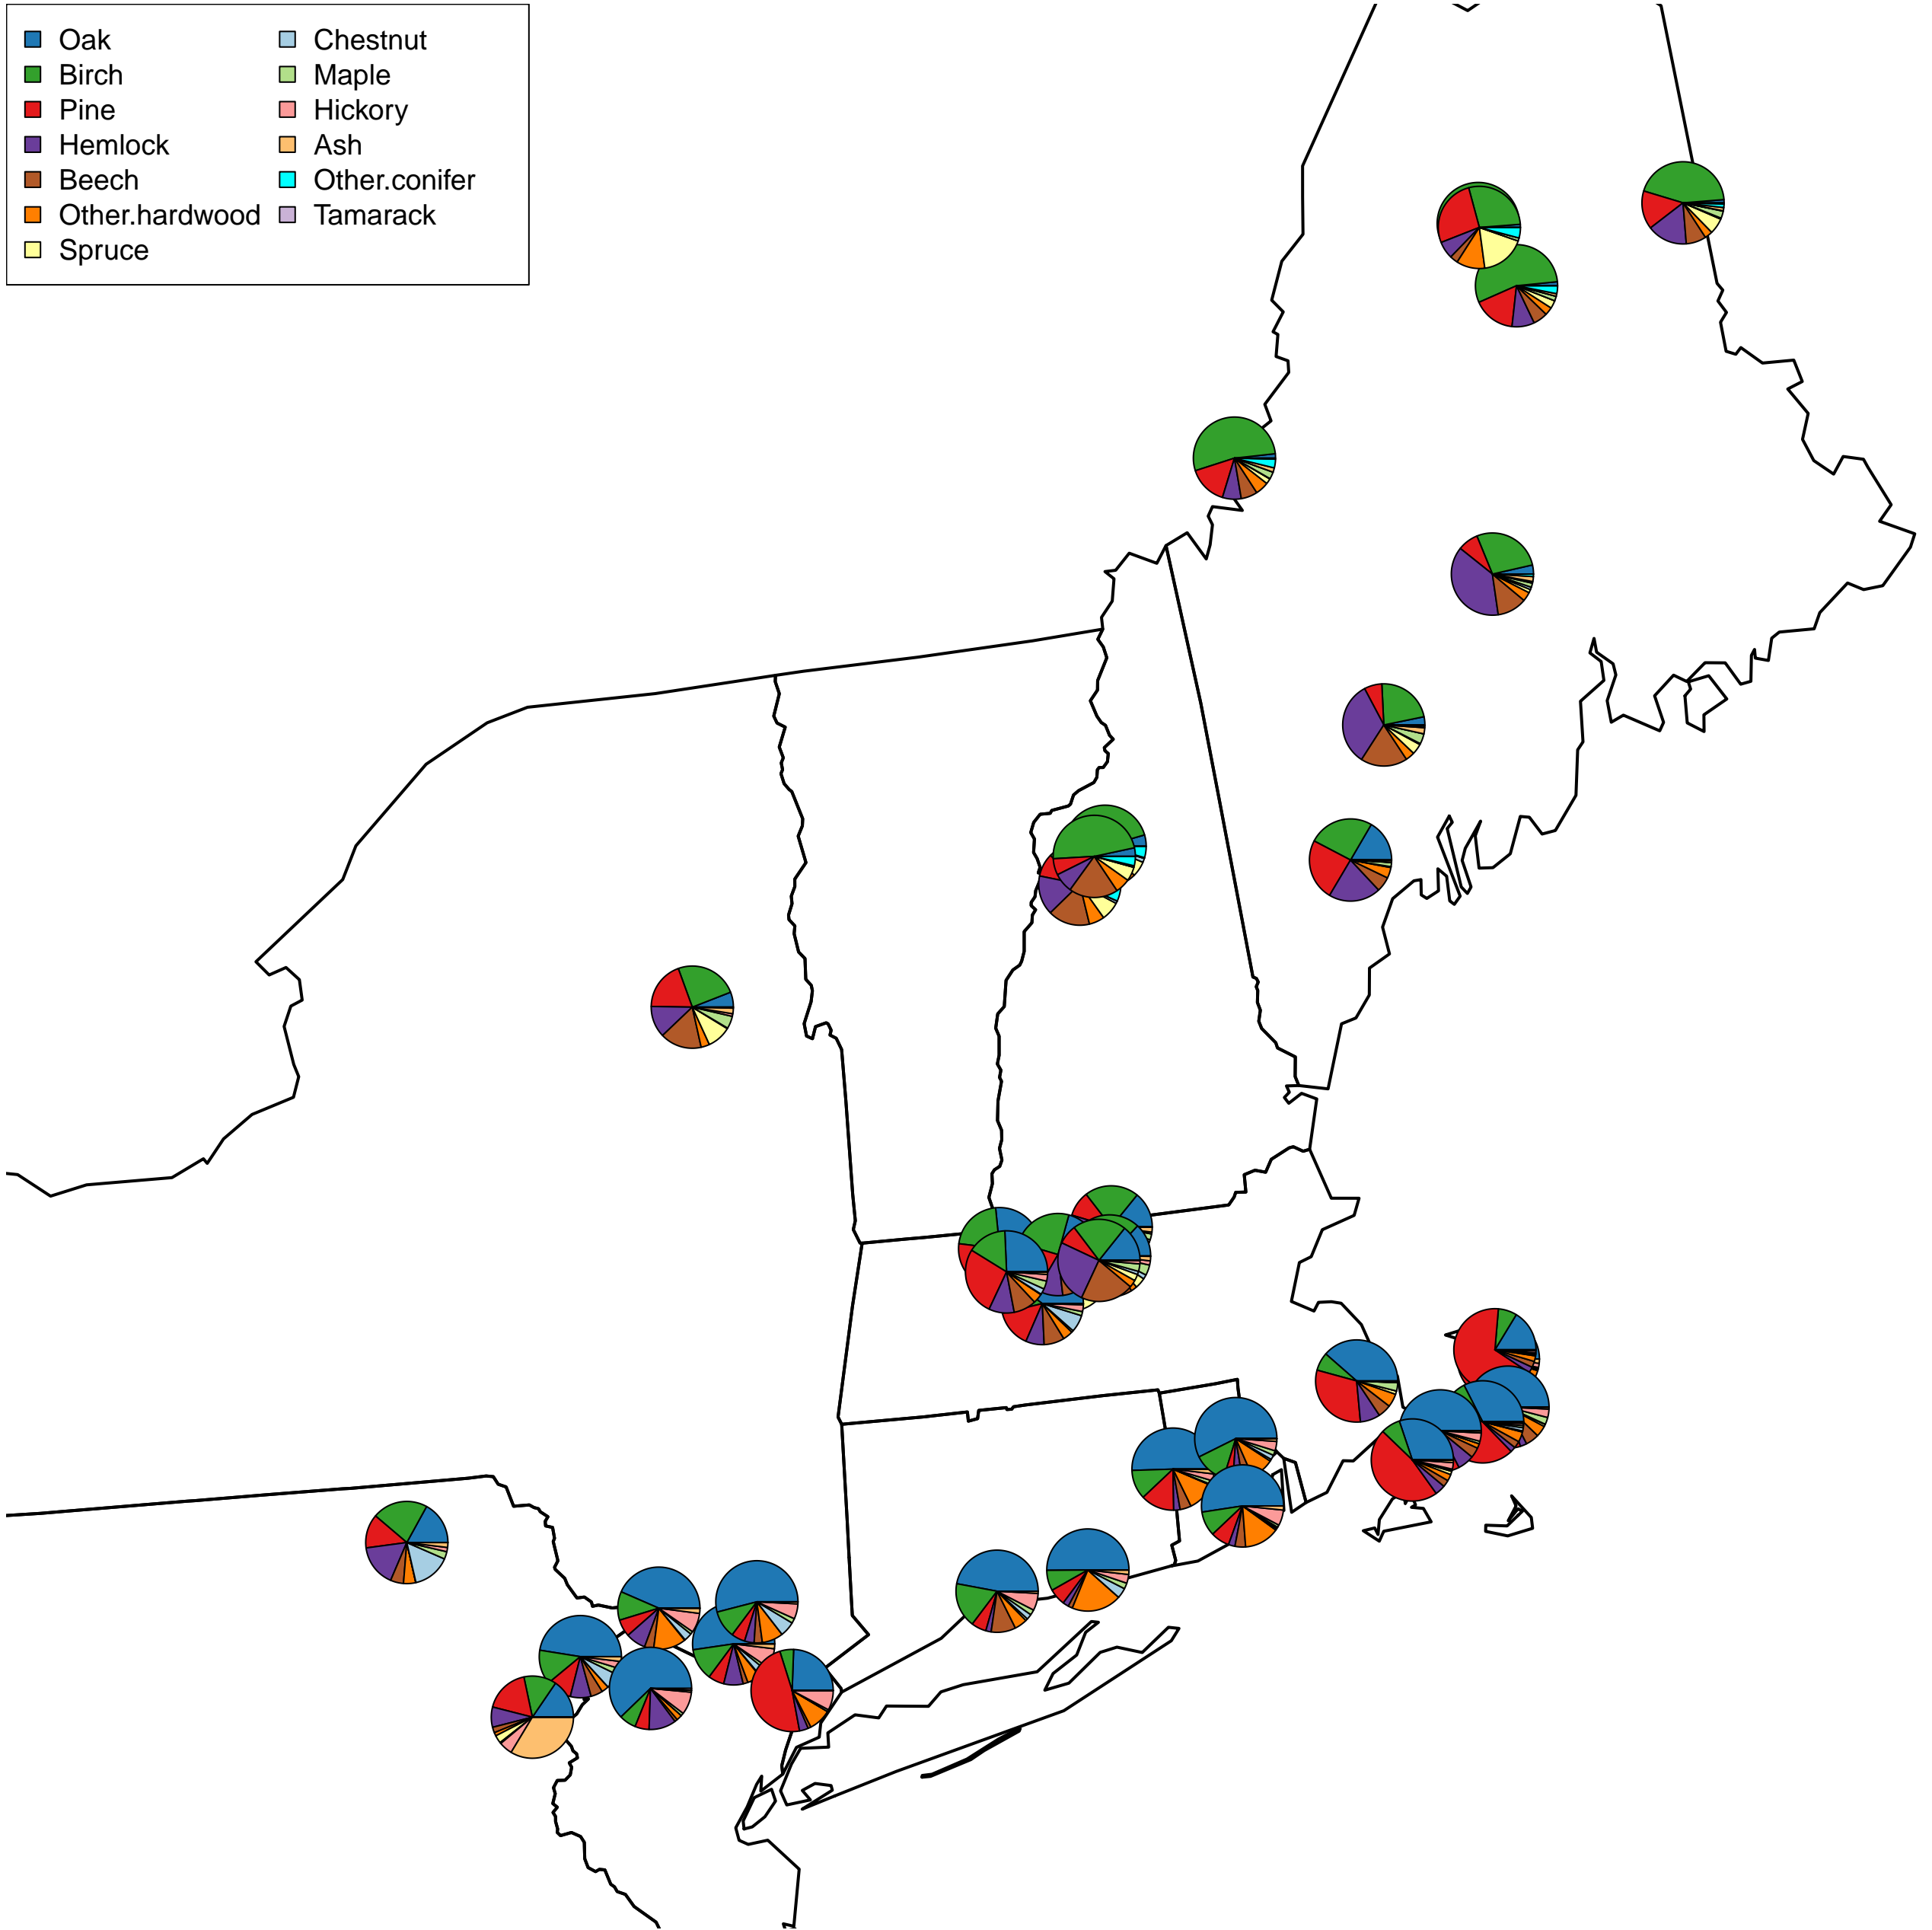 Oak
Birch
Pine
Hemlock
Beech
Other.hardwood
Spruce
Chestnut
Maple
Hickory
Ash
Other.conifer
Tamarack